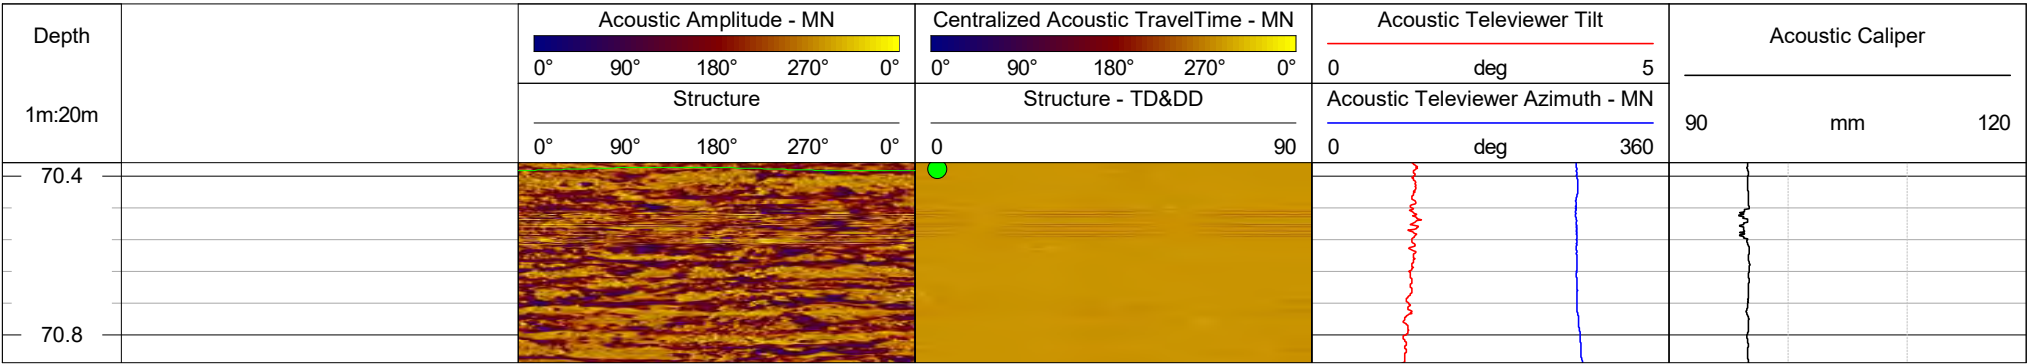 Depth
1m:20m
Acoustic Amplitude - MN
0° 90° 180° 270° 0°
Structure
0° 90° 180° 270° 0°
Centralized Acoustic TravelTime - MN
0° 90° 180° 270° 0°
Structure - TD&DD
0 90
Acoustic Televiewer Tilt
0 deg 5
Acoustic Televiewer Azimuth - MN
0 deg 360
Acoustic Caliper
90 mm 120
70.4
70.8